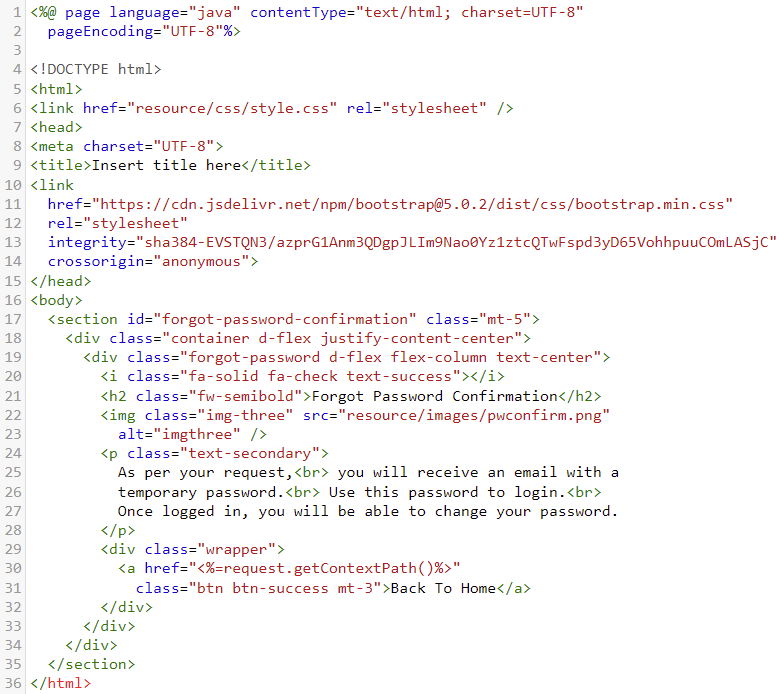 1 <%@ page language="java" contentType="text/html; charset=UTF-8"
2   pageEncoding="UTF-8"%>
3
4 <!DOCTYPE html>
5 <html>
6 <link href="resource/css/style.css" rel="stylesheet" />
7 <head>
8 <meta charset="UTF-8">
9 <title>Insert title here</title>
10 <link
11   href="https://cdn.jsdelivr.net/npm/bootstrap@5.0.2/dist/css/bootstrap.min.css"
12   rel="stylesheet"
13   integrity="sha384-EVSTQN3/azprG1Anm3QDgpJLIm9Nao0Yz1ztcQTwFspd3yD65VohhpuuCOmLASjC"
14   crossorigin="anonymous">
15 </head>
16 <body>
17   <section id="forgot-password-confirmation" class="mt-5">
18     <div class="container d-flex justify-content-center">
19       <div class="forgot-password d-flex flex-column text-center">
20         <i class="fa-solid fa-check text-success"></i>
21         <h2 class="fw-semibold">Forgot Password Confirmation</h2>
22         <img class="img-three" src="resource/images/pwconfirm.png"
23           alt="imgthree" />
24         <p class="text-secondary">
25           As per your request,<br> you will receive an email with a
26           temporary password.<br> Use this password to login.<br>
27           Once logged in, you will be able to change your password.
28         </p>
29         <div class="wrapper">
30           <a href="<%=request.getContextPath()%>"
31             class="btn btn-success mt-3">Back To Home</a>
32         </div>
33       </div>
34     </div>
35   </section>
36 </html>